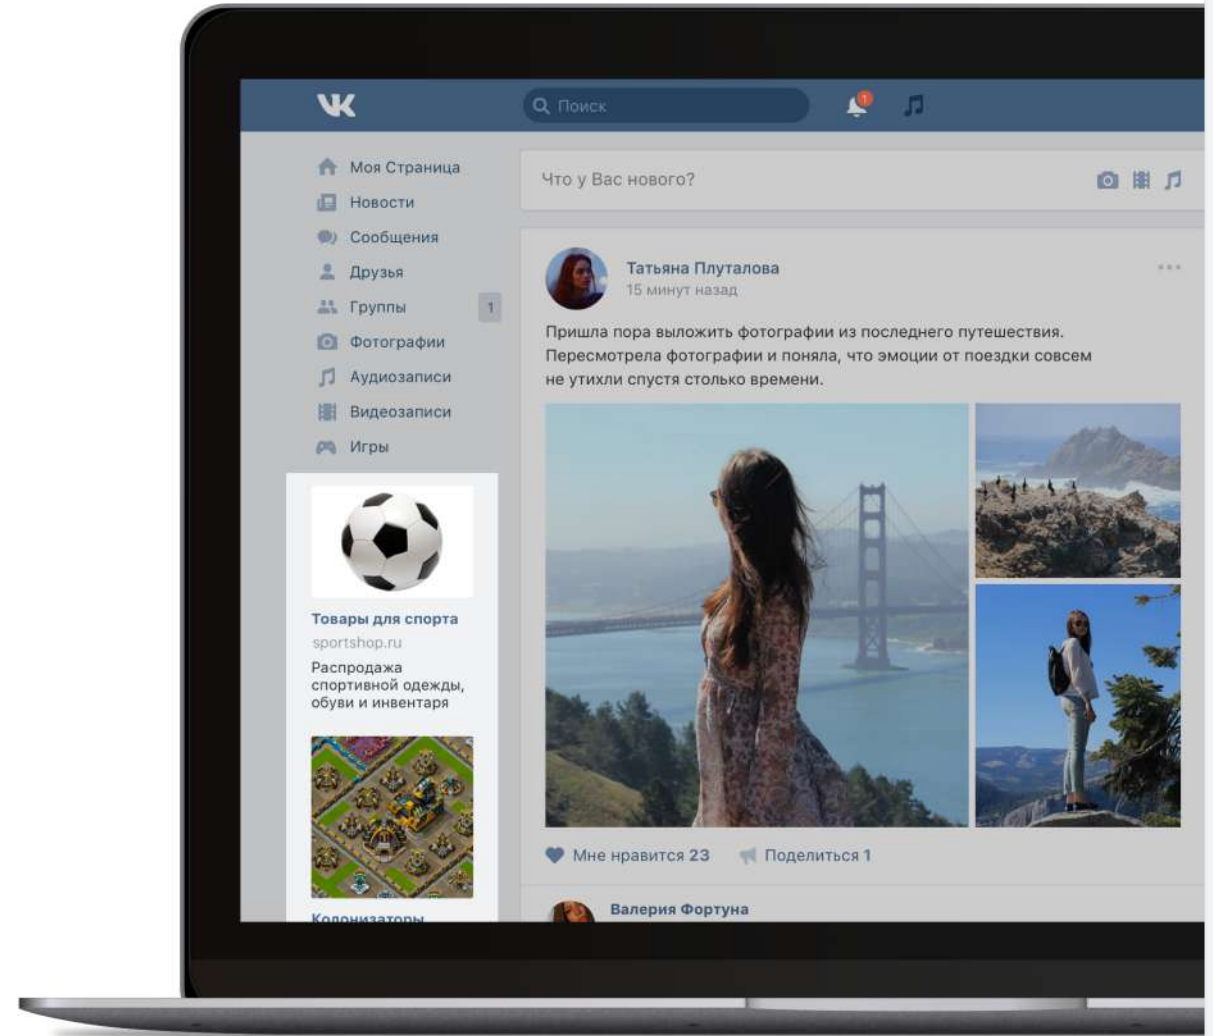 VK
Поиск
1
Моя Страница
Новости
Сообщения
Друзья
Группы
1
Фотографии
Аудиозаписи
Видеозаписи
Игры
Товары для спорта
sportshop.ru
Распродажа
спортивной одежды,
обуви и инвентаря
Колонизаторы
Что у Вас нового?
Татьяна Плуталова
15 минут назад
Пришла пора выложить фотографии из последнего путешествия.
Пересмотрела фотографии и поняла, что эмоции от поездки совсем
не утихли спустя столько времени.
Мне нравится 23
Поделиться 1
Валерия Фортуна